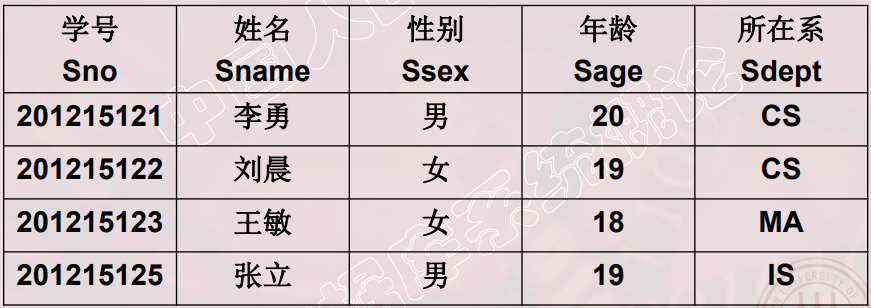 学号 姓名 性别 年龄 所在系
Sno Sname Ssex Sage Sdept
201215121 李勇 男 20 CS
201215122 刘晨 女 19 CS
201215123 王敏 女 18 MA
201215125 张立 男 19 IS